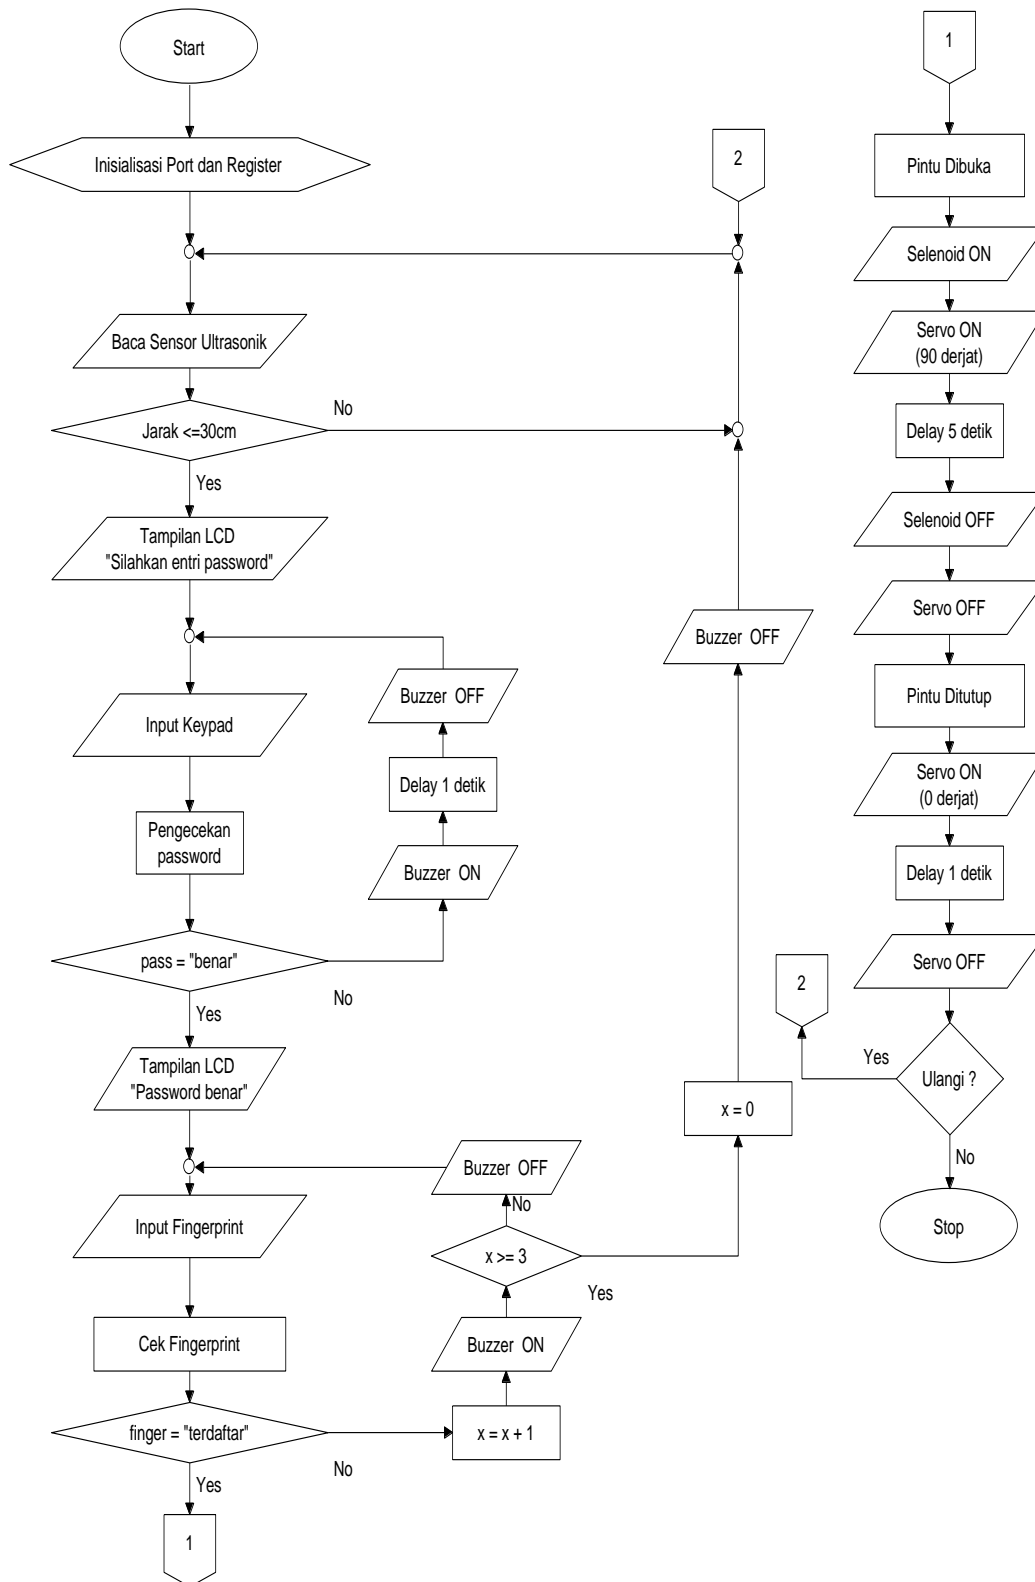 Start
Inisialisasi Port dan Register
2
Baca Sensor Ultrasonik
Jarak <=30cm
No
Yes
Tampilan LCD
"Silahkan entri password"
Input Keypad
Pengecekan
password
pass = "benar"
No
Buzzer ON
Delay 1 detik
Buzzer OFF
Yes
Tampilan LCD
"Password benar"
Input Fingerprint
Cek Fingerprint
finger = "terdaftar"
No
x = x + 1
Buzzer ON
x >= 3
No
Buzzer OFF
Yes
x = 0
Buzzer OFF
Yes
1
1
Pintu Dibuka
Selenoid ON
Servo ON
(90 derjat)
Delay 5 detik
Selenoid OFF
Servo OFF
Pintu Ditutup
Servo ON
(0 derjat)
Delay 1 detik
Servo OFF
Ulangi ?
Yes
2
No
Stop